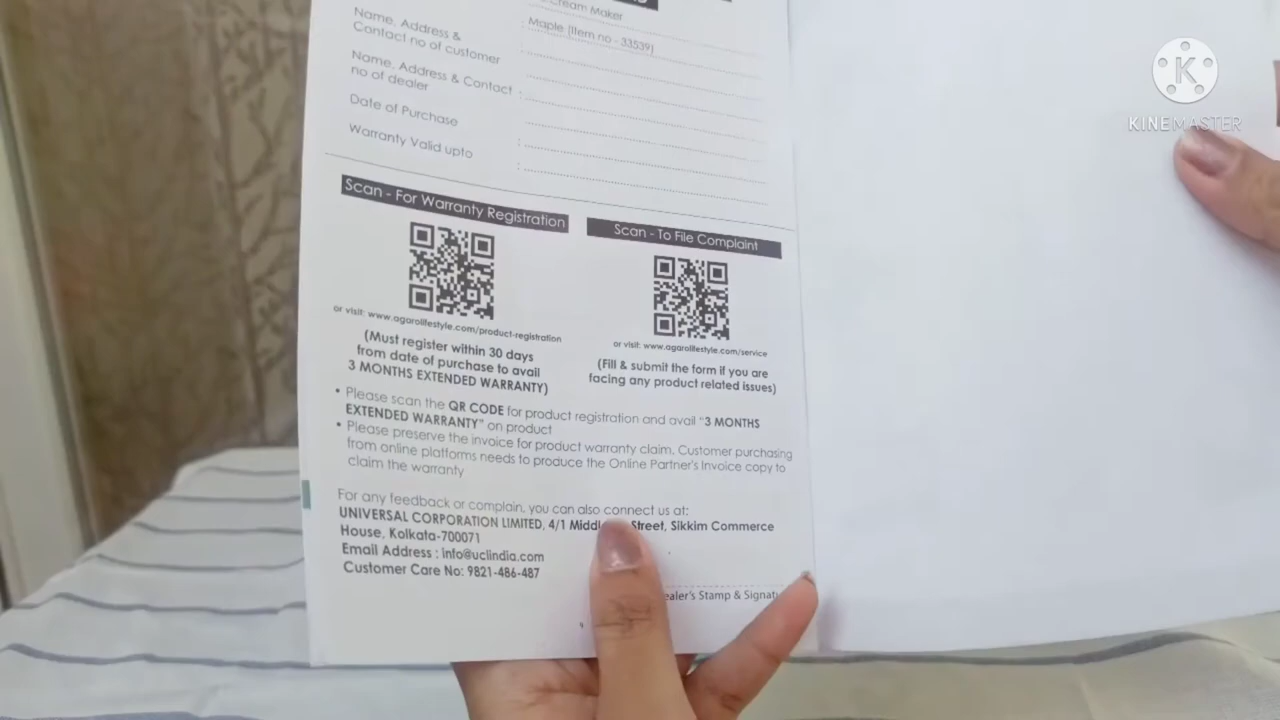 Cream Maker
Maple (Item no - 33539)
Name, Address &
Contact no of customer
Name, Address & Contact :
no of dealer
Date of Purchase :
Warranty Valid upto :
Scan - For Warranty Registration
Scan - To File Complaint
or visit: www.agarolifestyle.com/product-registration
or visit: www.agarolifestyle.com/service
(Must register within 30 days
from date of purchase to avail
3 MONTHS EXTENDED WARRANTY)
(Fill & submit the form if you are
facing any product related issues)
• Please scan the QR CODE for product registration and avail "3 MONTHS
EXTENDED WARRANTY" on product
• Please preserve the invoice for product warranty claim. Customer purchasing
from online platforms needs to produce the Online Partner's Invoice copy to
claim the warranty
For any feedback or complain, you can also connect us at:
UNIVERSAL CORPORATION LIMITED, 4/1 Street, Sikkim Commerce
House, Kolkata-700071
Email Address : info@uclindia.com
Customer Care No: 9821-486-487
Stamp &
9
K
KINEMASTER